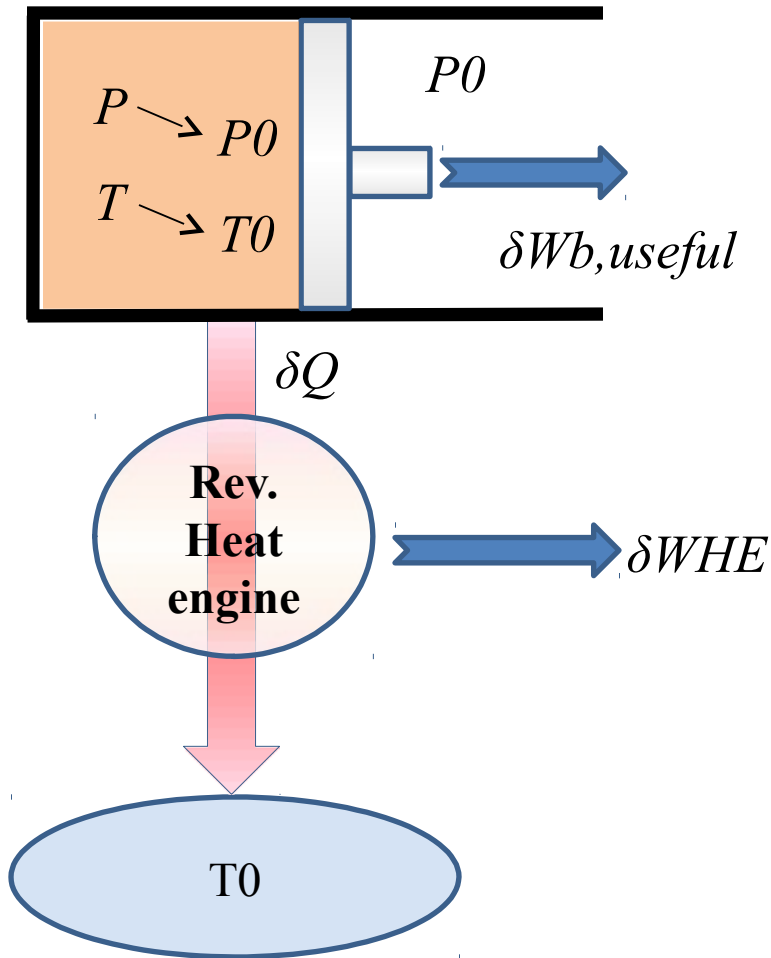 P0
P
P0
T
T0
δWb,useful
δQ
Rev.
Heat
engine
δWHE
T0